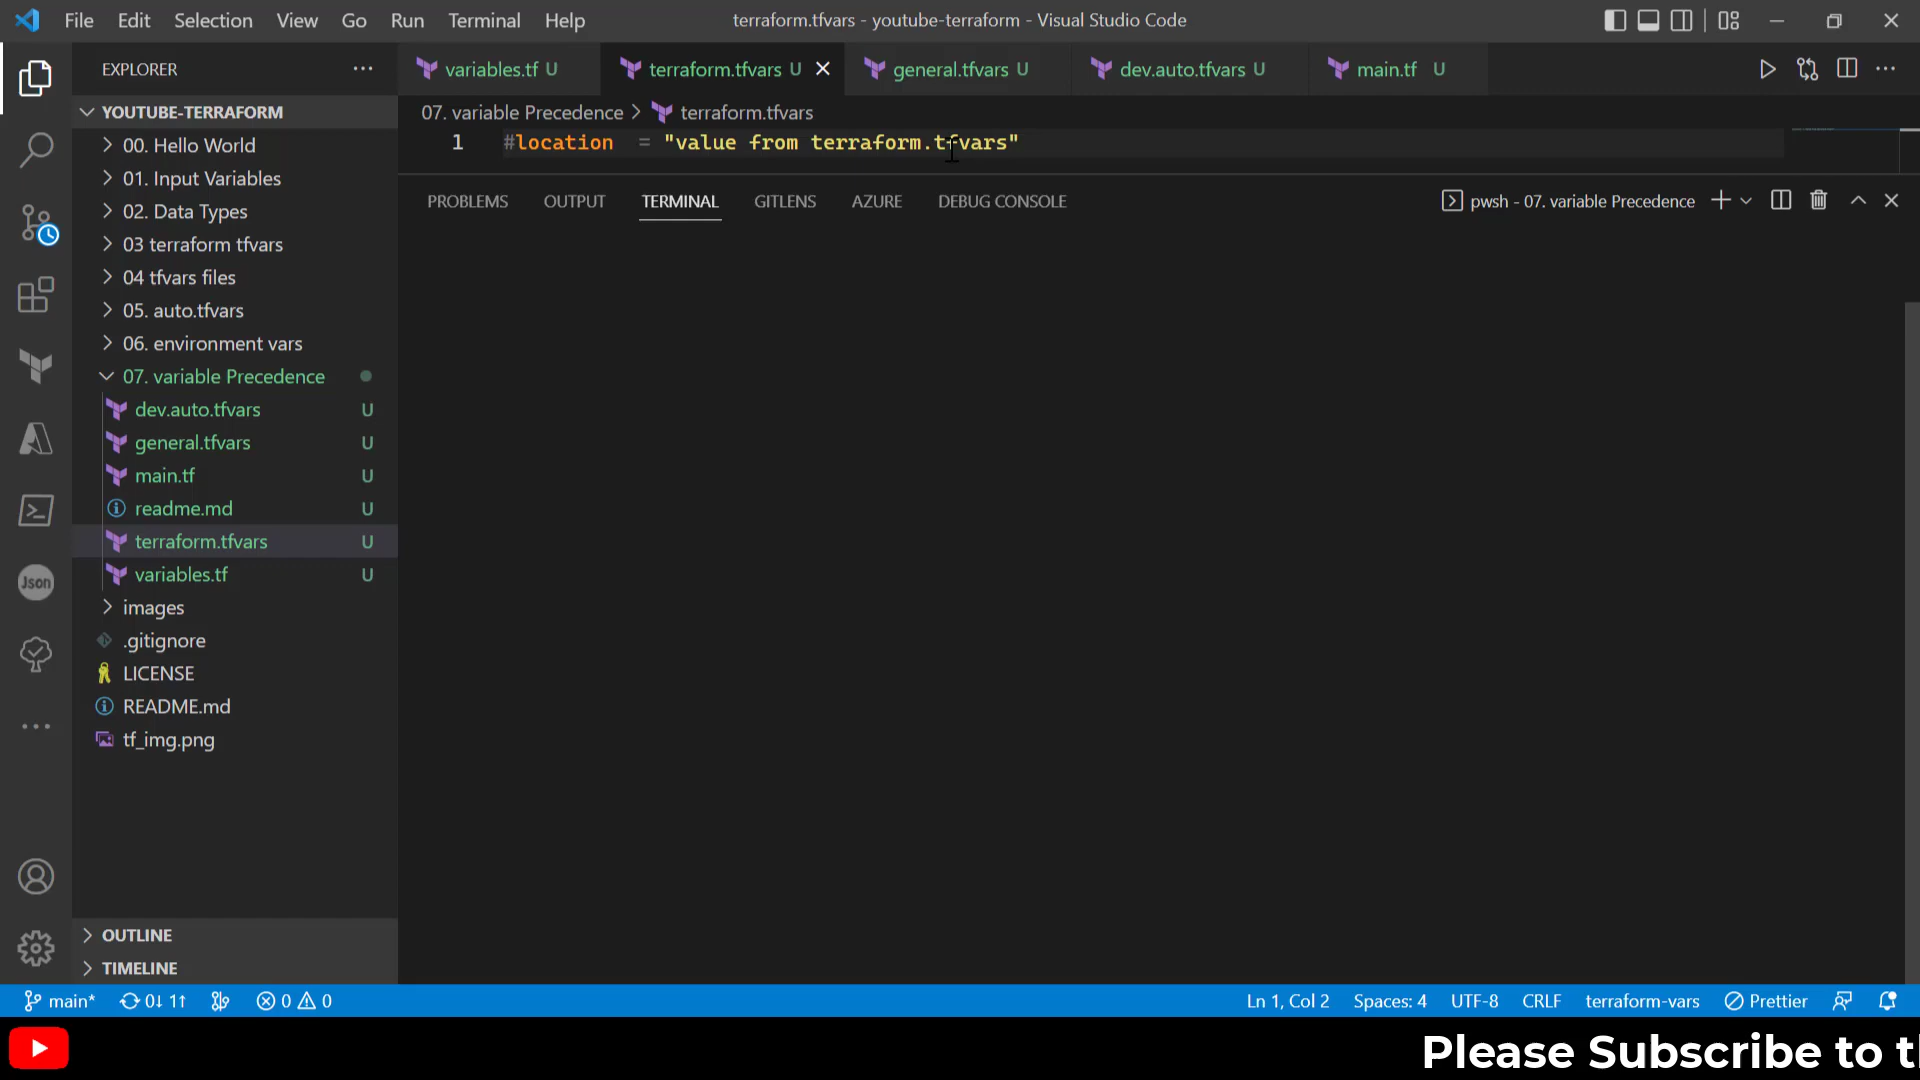 File Edit Selection View Go Run Terminal Help
terraform.tfvars - youtube-terraform - Visual Studio Code
EXPLORER
variables.tf U
terraform.tfvars U
general.tfvars U
dev.auto.tfvars U
main.tf U
YOUTUBE-TERRAFORM
00. Hello World
01. Input Variables
02. Data Types
03 terraform tfvars
04 tfvars files
05. auto.tfvars
06. environment vars
07. variable Precedence
dev.auto.tfvars U
general.tfvars U
main.tf U
readme.md U
terraform.tfvars U
variables.tf U
images
.gitignore
LICENSE
README.md
tf_img.png
OUTLINE
TIMELINE
07. variable Precedence > terraform.tfvars
1 #location = "value from terraform.tfvars"
PROBLEMS OUTPUT TERMINAL GITLENS AZURE DEBUG CONSOLE
pwsh - 07. variable Precedence
Json
main* 0↓ 1↑ 0 0
Ln 1, Col 2 Spaces: 4 UTF-8 CRLF terraform-vars Prettier
Please Subscribe to t